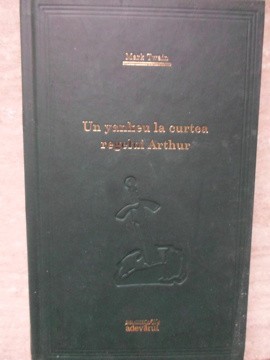 Mark Twain
Un yankeu la curtea
regelui Arthur
adevărul